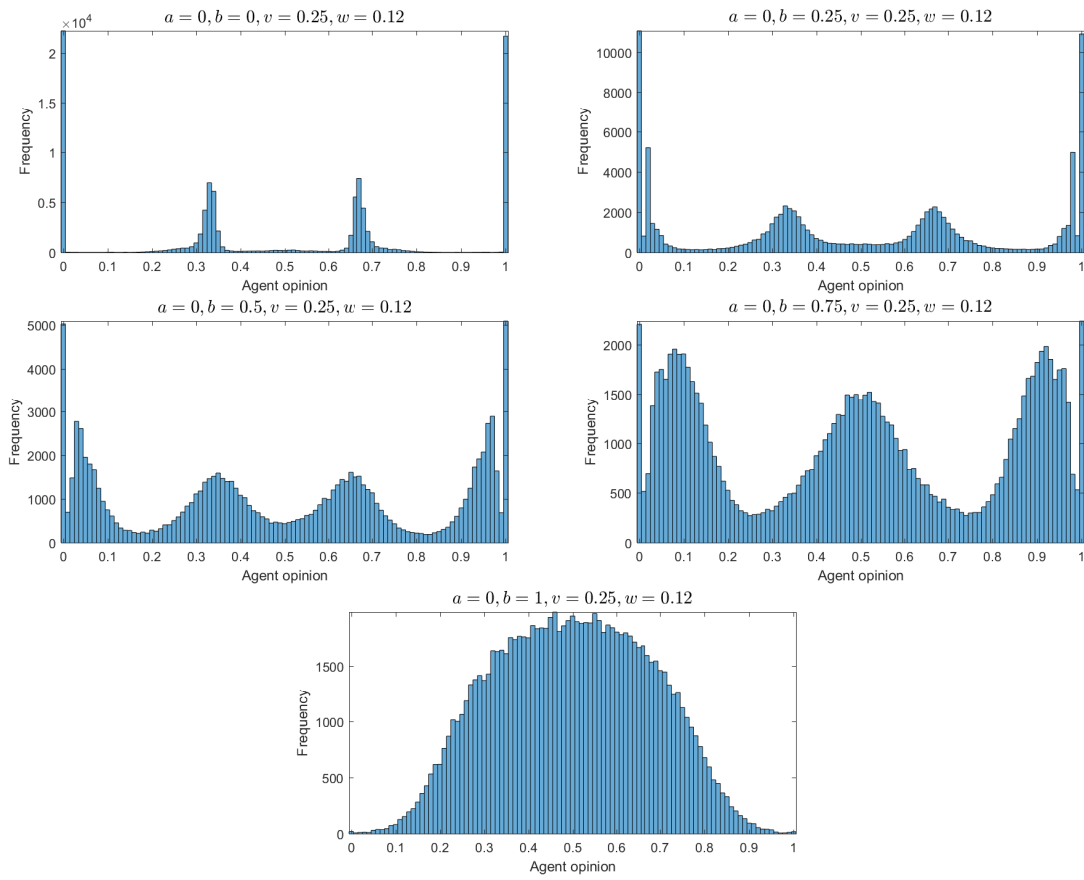 a = 0, b = 0, v = 0.25, w = 0.12
×10⁴
2
1.5
1
0.5
0
Frequency
0 0.1 0.2 0.3 0.4 0.5 0.6 0.7 0.8 0.9 1
Agent opinion
a = 0, b = 0.25, v = 0.25, w = 0.12
10000
8000
6000
4000
2000
0
Frequency
0 0.1 0.2 0.3 0.4 0.5 0.6 0.7 0.8 0.9 1
Agent opinion
a = 0, b = 0.5, v = 0.25, w = 0.12
5000
4000
3000
2000
1000
0
Frequency
0 0.1 0.2 0.3 0.4 0.5 0.6 0.7 0.8 0.9 1
Agent opinion
a = 0, b = 0.75, v = 0.25, w = 0.12
2000
1500
1000
500
0
Frequency
0 0.1 0.2 0.3 0.4 0.5 0.6 0.7 0.8 0.9 1
Agent opinion
a = 0, b = 1, v = 0.25, w = 0.12
1500
1000
500
0
Frequency
0 0.1 0.2 0.3 0.4 0.5 0.6 0.7 0.8 0.9 1
Agent opinion